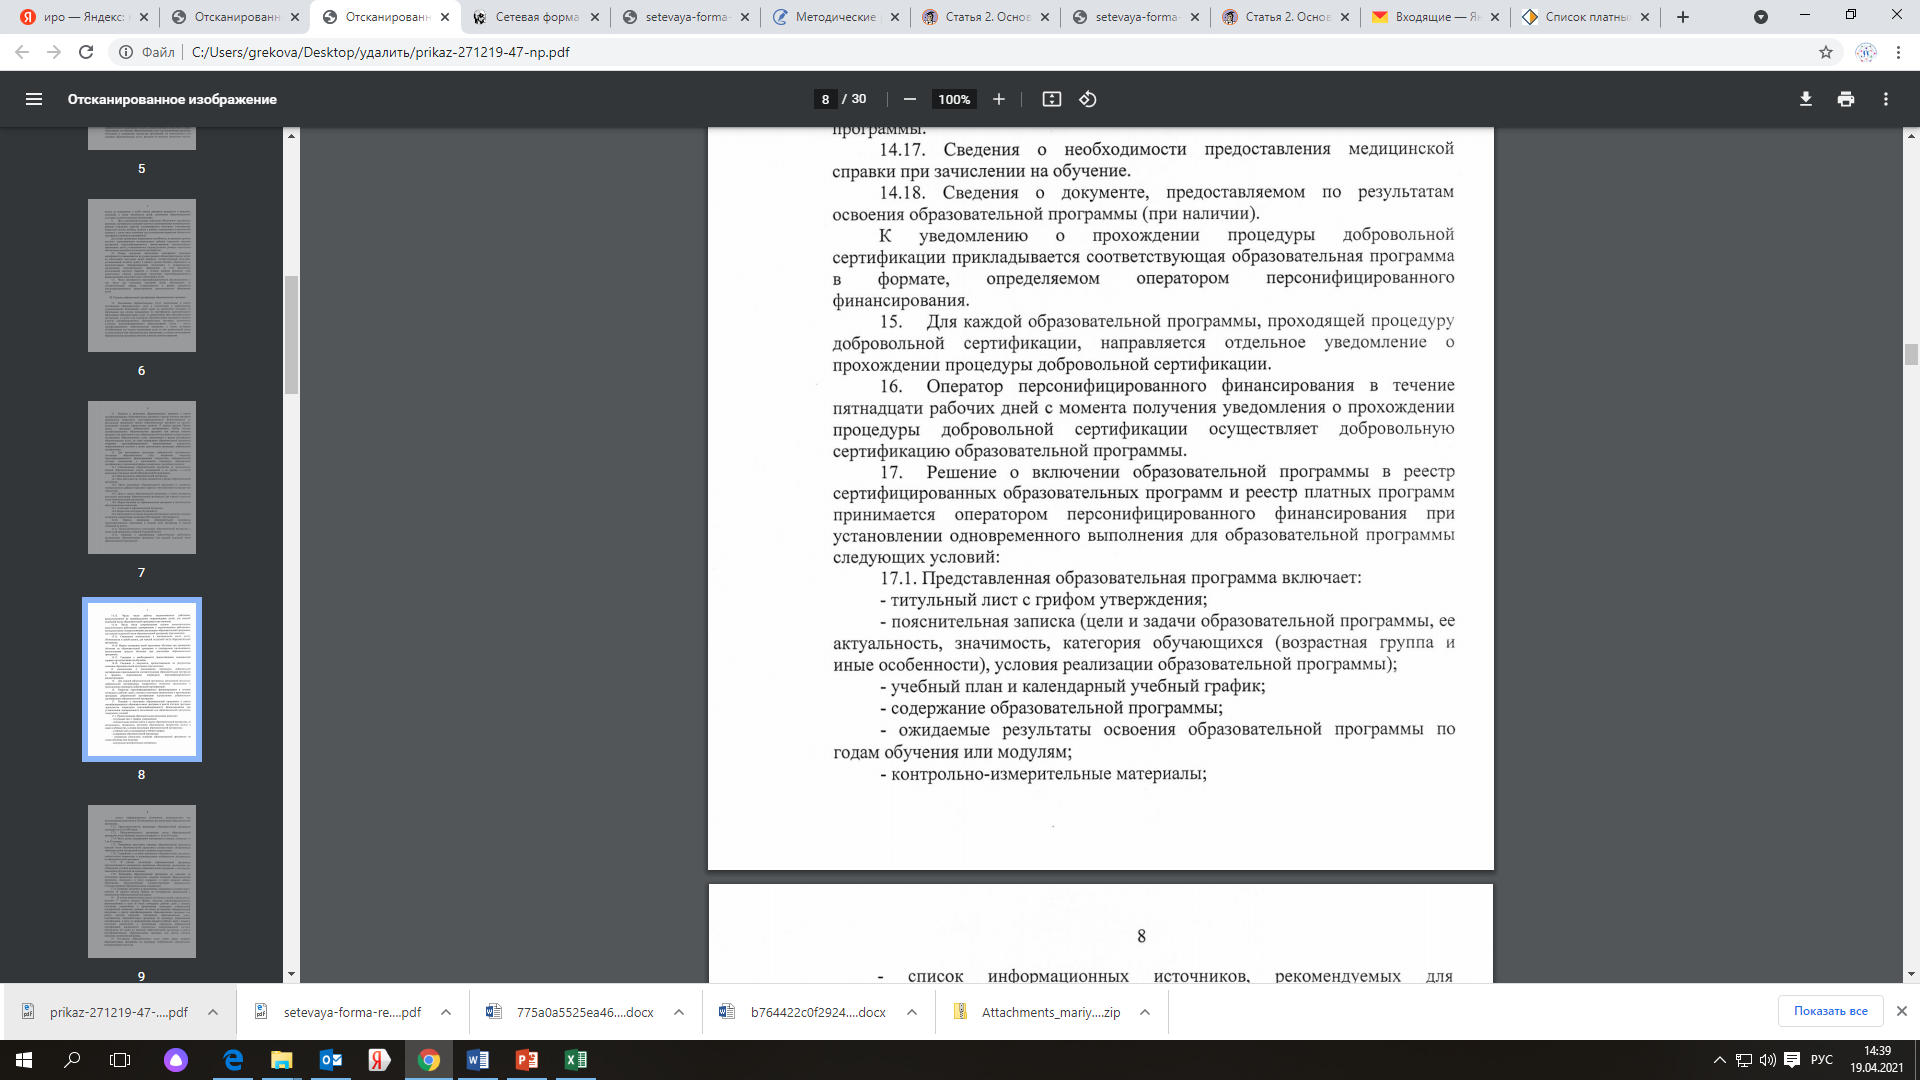 иро — Яндекс:
Отсканированн
Отсканированн
Сетевая форма
setevaya-forma-
Методические
Статья 2. Осно
setevaya-forma-
Статья 2. Осно
Входящие — Ян
Список платны
Файл C:/Users/grekova/Desktop/удалить/prikaz-271219-47-np.pdf
Отсканированное изображение
8 / 30
100%
5
6
7
8
9
программы.
14.17. Сведения о необходимости предоставления медицинской
справки при зачислении на обучение.
14.18. Сведения о документе, предоставляемом по результатам
освоения образовательной программы (при наличии).
К уведомлению о прохождении процедуры добровольной
сертификации прикладывается соответствующая образовательная программа
в формате, определяемом оператором персонифицированного
финансирования.
15. Для каждой образовательной программы, проходящей процедуру
добровольной сертификации, направляется отдельное уведомление о
прохождении процедуры добровольной сертификации.
16. Оператор персонифицированного финансирования в течение
пятнадцати рабочих дней с момента получения уведомления о прохождении
процедуры добровольной сертификации осуществляет добровольную
сертификацию образовательной программы.
17. Решение о включении образовательной программы в реестр
сертифицированных образовательных программ и реестр платных программ
принимается оператором персонифицированного финансирования при
установлении одновременного выполнения для образовательной программы
следующих условий:
17.1. Представленная образовательная программа включает:
- титульный лист с грифом утверждения;
- пояснительная записка (цели и задачи образовательной программы, ее
актуальность, значимость, категория обучающихся (возрастная группа и
иные особенности), условия реализации образовательной программы);
- учебный план и календарный учебный график;
- содержание образовательной программы;
- ожидаемые результаты освоения образовательной программы по
годам обучения или модулям;
- контрольно-измерительные материалы;
8
- список информационных источников, рекомендуемых для
prikaz-271219-47-....pdf
setevaya-forma-re....pdf
775a0a5525ea46....docx
b764422c0f2924....docx
Attachments_mariy....zip
Показать все
РУС
14:39
19.04.2021